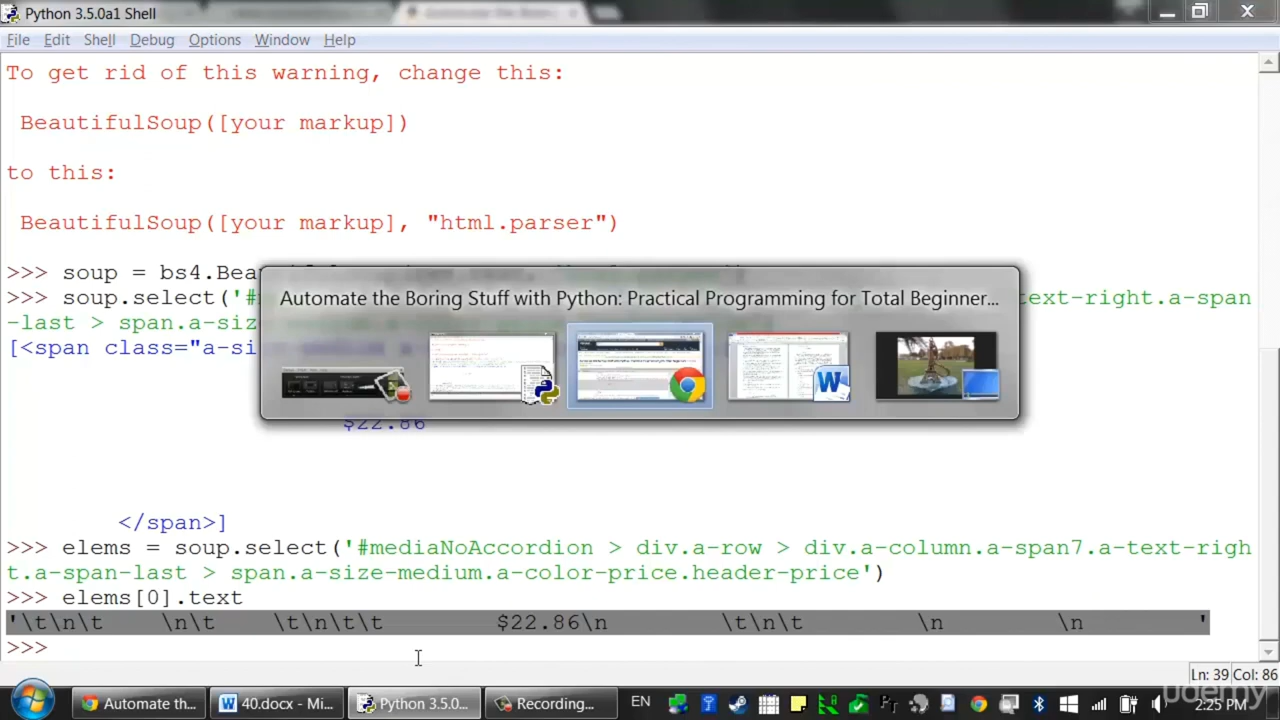 Python 3.5.0a1 Shell
File Edit Shell Debug Options Window Help
To get rid of this warning, change this:
BeautifulSoup([your markup])
to this:
BeautifulSoup([your markup], "html.parser")
>>> soup = bs4.Bea
>>> soup.select('# text-right.a-span
-last > span.a-siz
[<span class="a-si
Automate the Boring Stuff with Python: Practical Programming for Total Beginner...
$22.86
</span>]
>>> elems = soup.select('#mediaNoAccordion > div.a-row > div.a-column.a-span7.a-text-righ
t.a-span-last > span.a-size-medium.a-color-price.header-price')
>>> elems[0].text
'\t\n\t \n\t \t\n\t\t $22.86\n \t\n\t \n \n '
>>>
Ln: 39 Col: 86
Automate th... 40.docx - Mi... Python 3.5.0... Recording... EN 2:25 PM
udemy